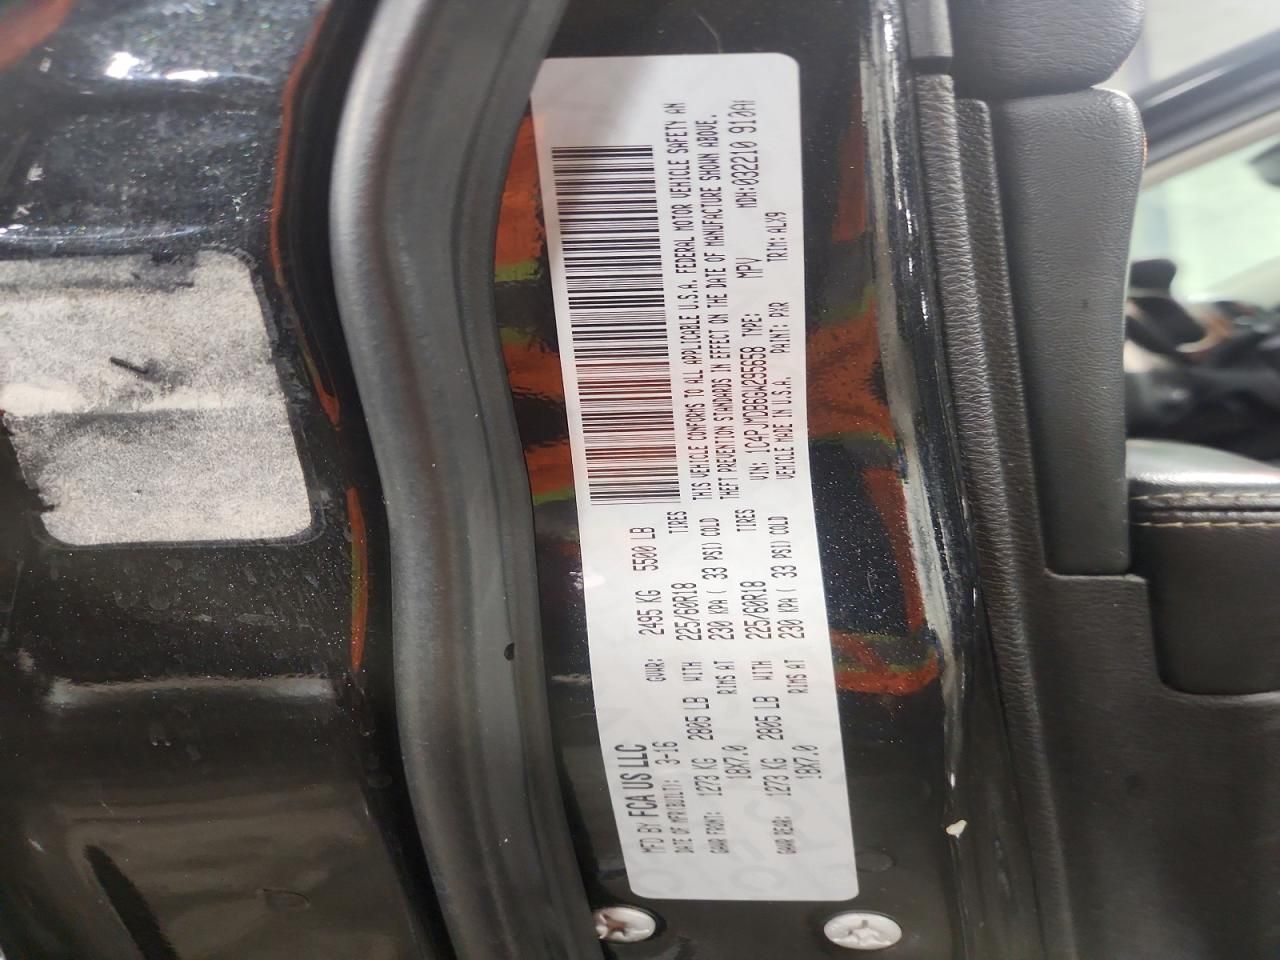 MFD BY FCA US LLC
DATE OF MFR(BUILT): 3-16 GVWR: 2495 KG 5500 LB
GAWR FRONT: 1273 KG 2805 LB WITH 225/60R18 TIRES
18X7.0 RIMS AT 230 KPA ( 33 PSI) COLD
GAWR REAR: 1273 KG 2805 LB WITH 225/60R18 TIRES
18X7.0 RIMS AT 230 KPA ( 33 PSI) COLD
THIS VEHICLE CONFORMS TO ALL APPLICABLE U.S.A. FEDERAL MOTOR VEHICLE SAFETY AN
THEFT PREVENTION STANDARDS IN EFFECT ON THE DATE OF MANUFACTURE SHOWN ABOVE.
VIN: 1C4PJMDB6GW295658 TYPE: MPV MDH:032210 910A
VEHICLE MADE IN U.S.A. PAINT: PXR TRIM: ALX9